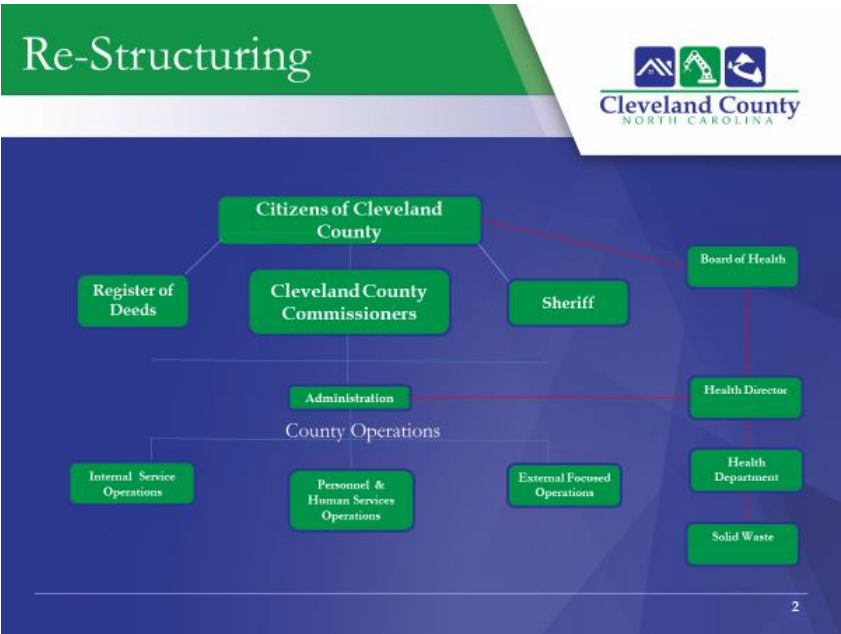 Re-Structuring
Cleveland County
NORTH CAROLINA
Citizens of Cleveland
County
Board of Health
Register of
Deeds
Cleveland County
Commissioners
Sheriff
Administration
Health Director
County Operations
Internal Service
Operations
Personnel &
Human Services
Operations
External Focused
Operations
Health
Department
Solid Waste
2